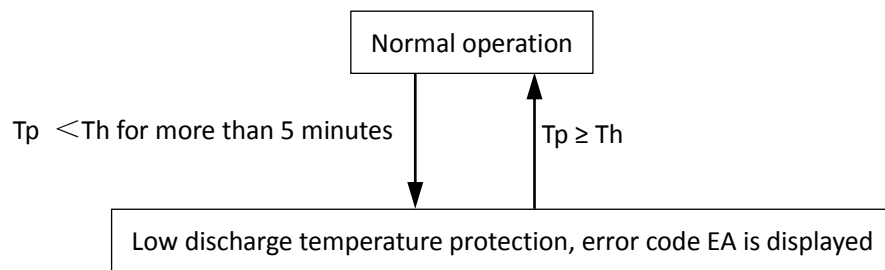 Normal operation
Tp ＜Th for more than 5 minutes
Tp ≥ Th
Low discharge temperature protection, error code EA is displayed